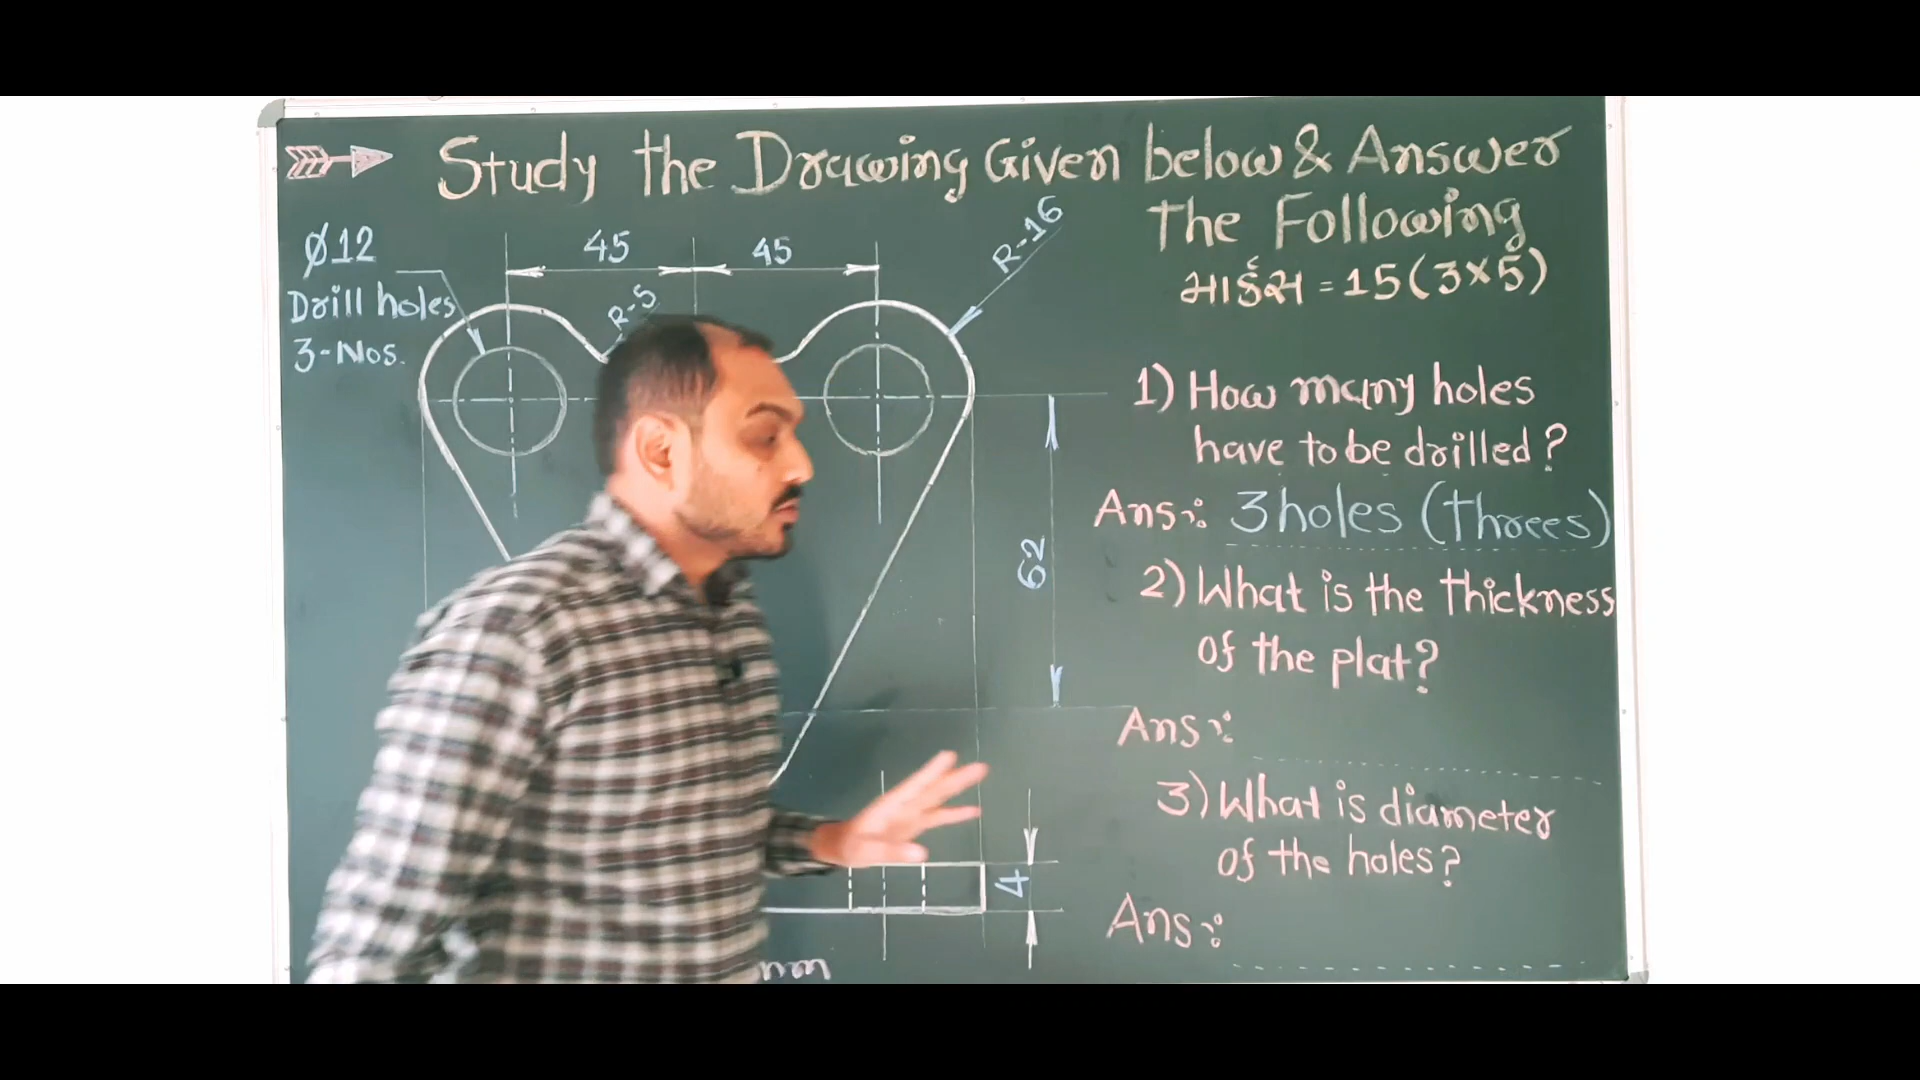 Study the Drawing Given below & Answer
The Following
માર્કસ = 15 (3×5)
Ø12
Drill holes
3-Nos.
45
45
R-5
R-16
62
4
mm
1) How many holes
have to be drilled?
Ans:- 3 holes (Threes)
2) What is the thickness
of the plat?
Ans:-
3) What is diameter
of the holes?
Ans:-